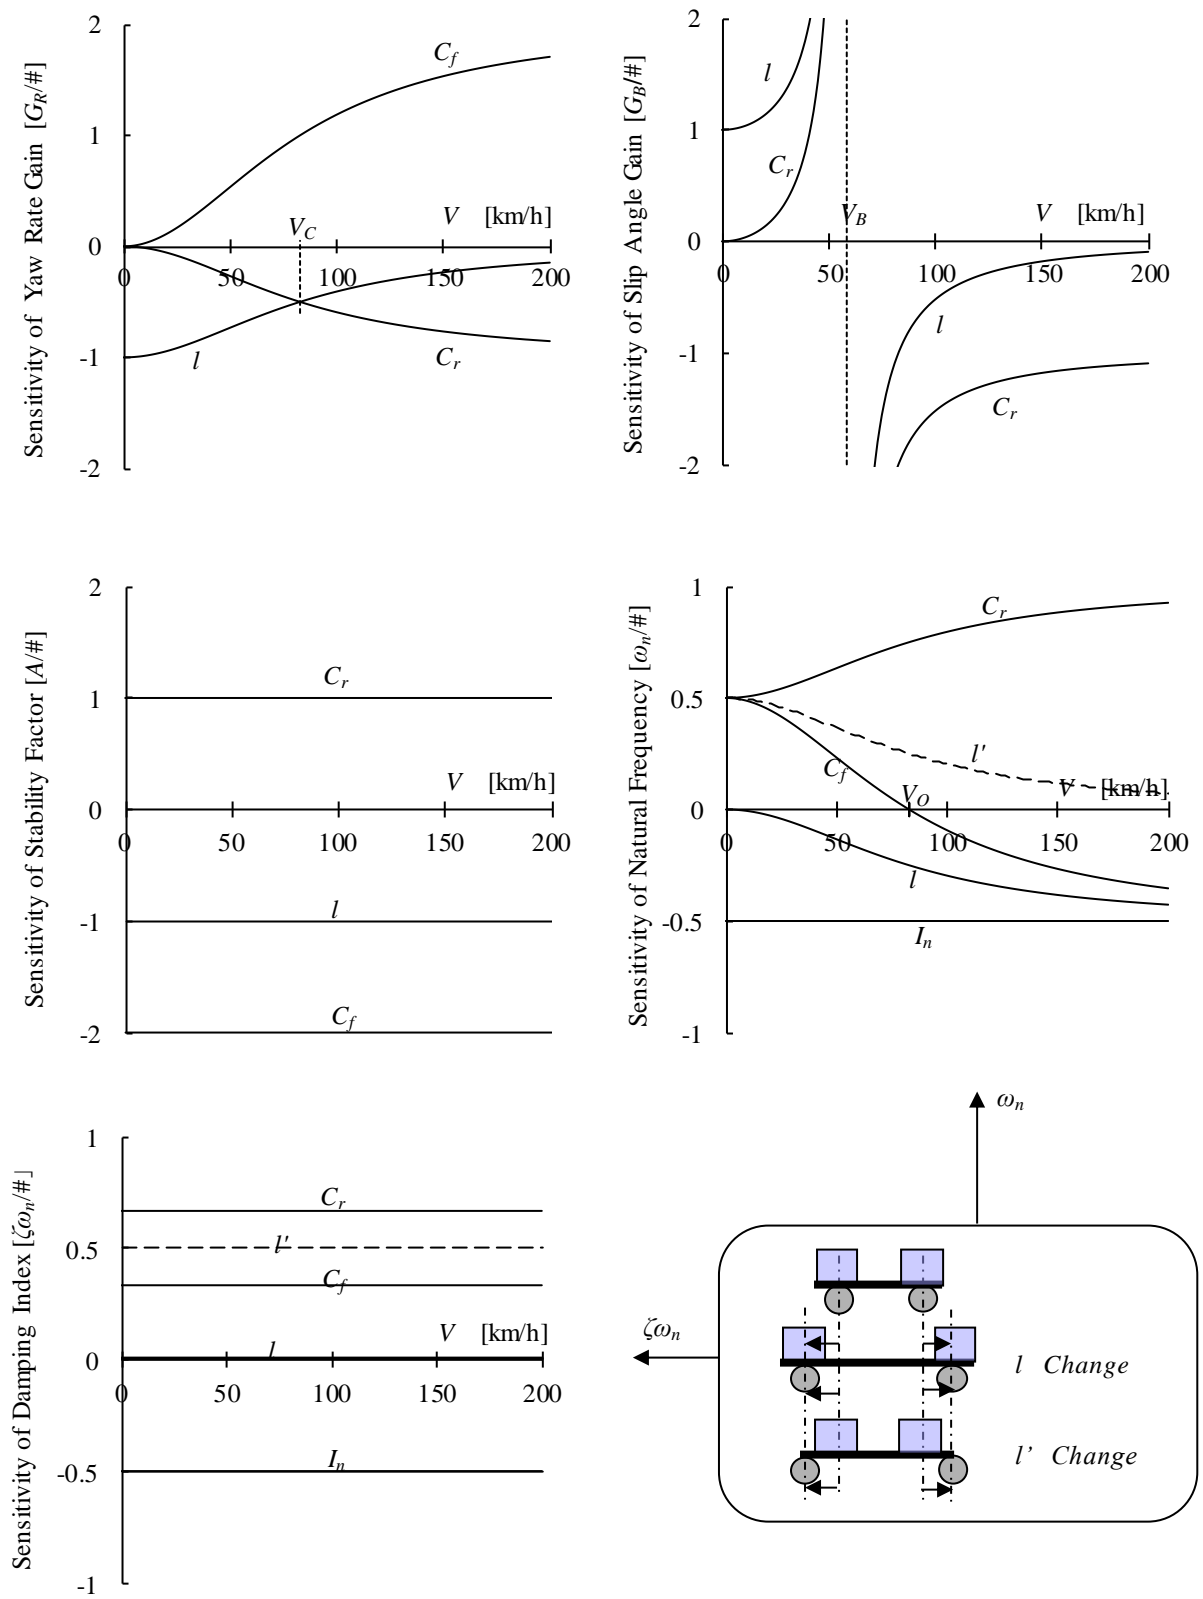 Sensitivity of Yaw Rate Gain [G_R/#]
2
1
0
-1
-2
0 50 100 150 200
C_f
V_C
V [km/h]
l
C_r
Sensitivity of Slip Angle Gain [G_B/#]
2
1
0
-1
-2
0 50 100 150 200
l
C_r
V_B
V [km/h]
l
C_r
Sensitivity of Stability Factor [A/#]
2
1
0
-1
-2
0 50 100 150 200
C_r
V [km/h]
l
C_f
Sensitivity of Natural Frequency [ω_n/#]
1
0.5
0
-0.5
-1
0 50 100 150 200
C_r
l'
C_f
V_O
V [km/h]
l
I_n
Sensitivity of Damping Index [ζω_n/#]
1
0.5
0
-0.5
-1
0 50 100 150 200
C_r
l'
C_f
l
V [km/h]
I_n
ω_n
ζω_n
l Change
l’ Change